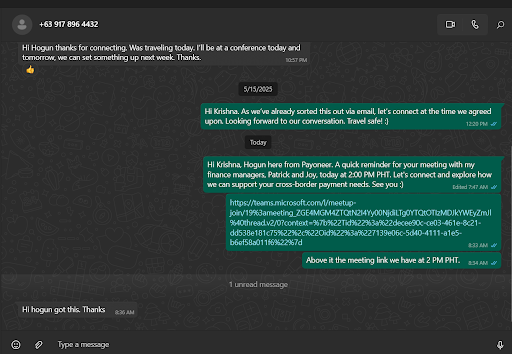 +63 917 896 4432
Hi Hogun thanks for connecting. Was traveling today. I'll be at a conference today and
tomorrow, we can set something up next week. Thanks.
10:57 PM
5/15/2025
Hi Krishna. As we've already sorted this out via email, let's connect at the time we agreed
upon. Looking forward to our conversation. Travel safe! :)
12:20 PM
Today
Hi Krishna, Hogun here from Payoneer. A quick reminder for your meeting with my
finance managers, Patrick and Joy, today at 2:00 PM PHT. Let's connect and explore how
we can support your cross-border payment needs. See you :)
Edited 7:47 AM
https://teams.microsoft.com/l/meetup-
join/19%3ameeting_ZGE4MGM4ZTQtN2I4Yy00NjdiLTg0YTQtOTIzMDJkYWEyZmJl
%40thread.v2/0?context=%7b%22Tid%22%3a%22decee90c-ce03-461e-8c21-
dd538e181c75%22%2c%22Oid%22%3a%227139e06c-5d40-4111-a1e5-
b6ef58a011f6%22%7d
8:33 AM
Above it the meeting link we have at 2 PM PHT.
8:34 AM
1 unread message
Hi hogun got this. Thanks
8:36 AM
Type a message